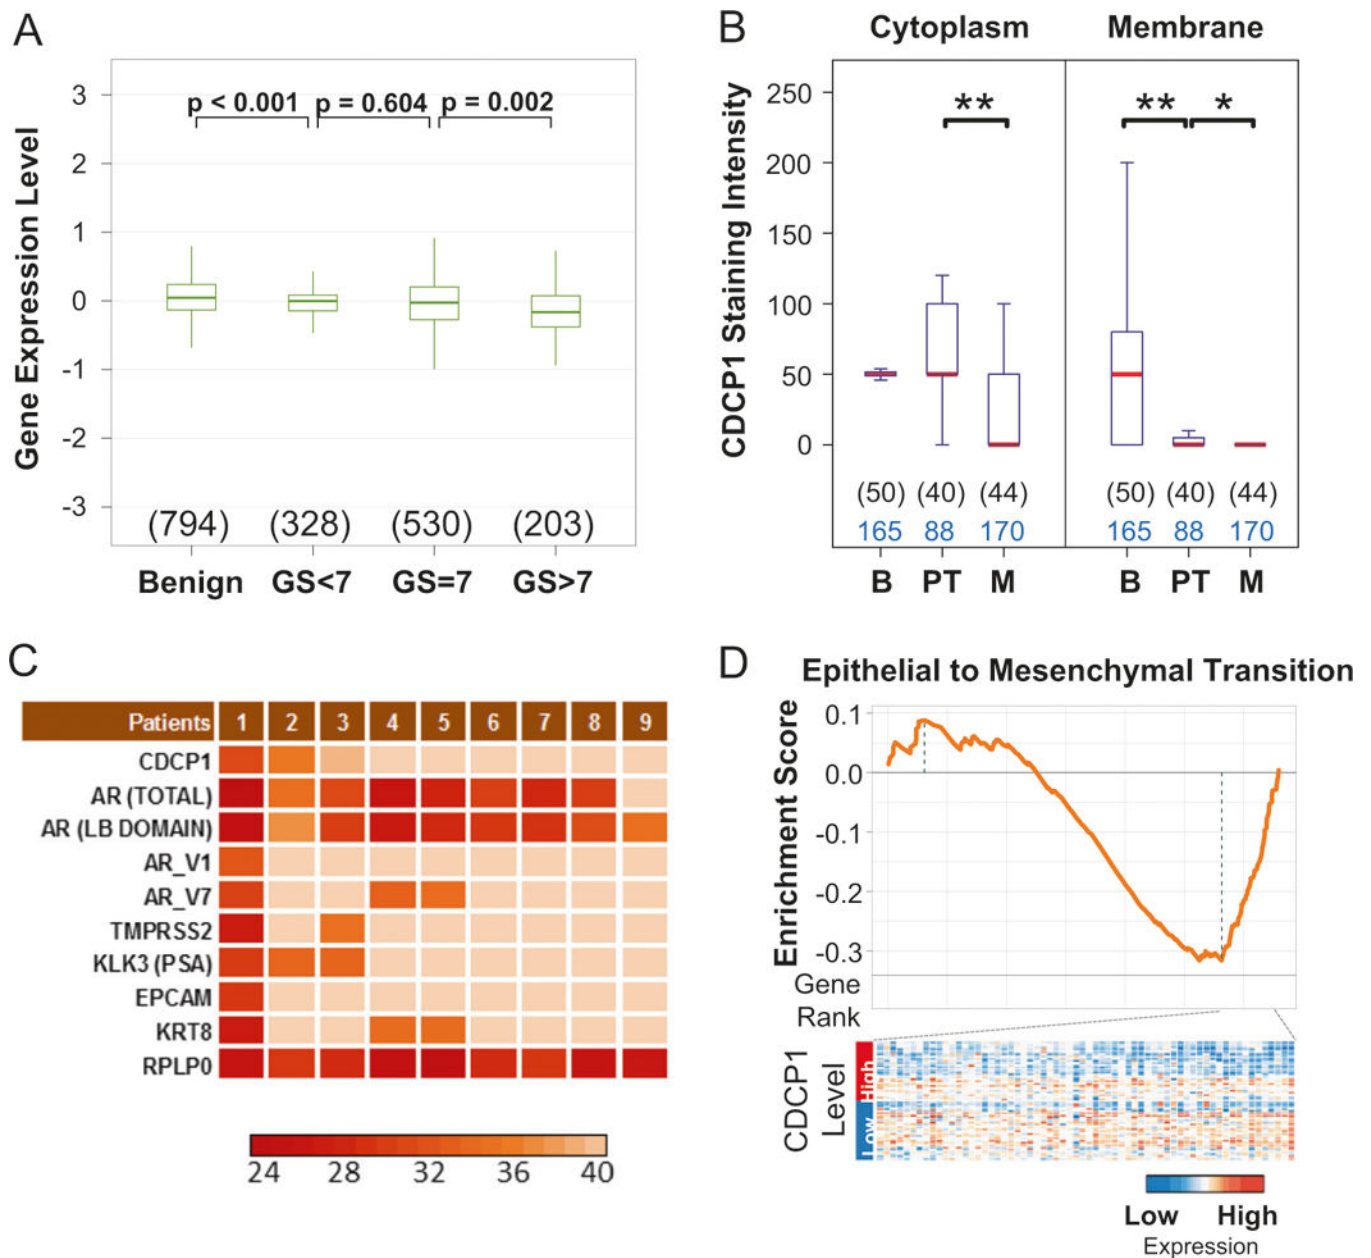 A
Gene Expression Level
3
2
1
0
-1
-2
-3
p < 0.001 p = 0.604 p = 0.002
(794) (328) (530) (203)
Benign GS<7 GS=7 GS>7
B
Cytoplasm Membrane
CDCP1 Staining Intensity
250
200
150
100
50
0
** ** *
(50) (40) (44) (50) (40) (44)
165 88 170 165 88 170
B PT M B PT M
C
Patients 1 2 3 4 5 6 7 8 9
CDCP1
AR (TOTAL)
AR (LB DOMAIN)
AR_V1
AR_V7
TMPRSS2
KLK3 (PSA)
EPCAM
KRT8
RPLP0
24 28 32 36 40
D
Epithelial to Mesenchymal Transition
Enrichment Score
0.1
0.0
-0.1
-0.2
-0.3
Gene
Rank
CDCP1
Level
High
Low
Low High
Expression